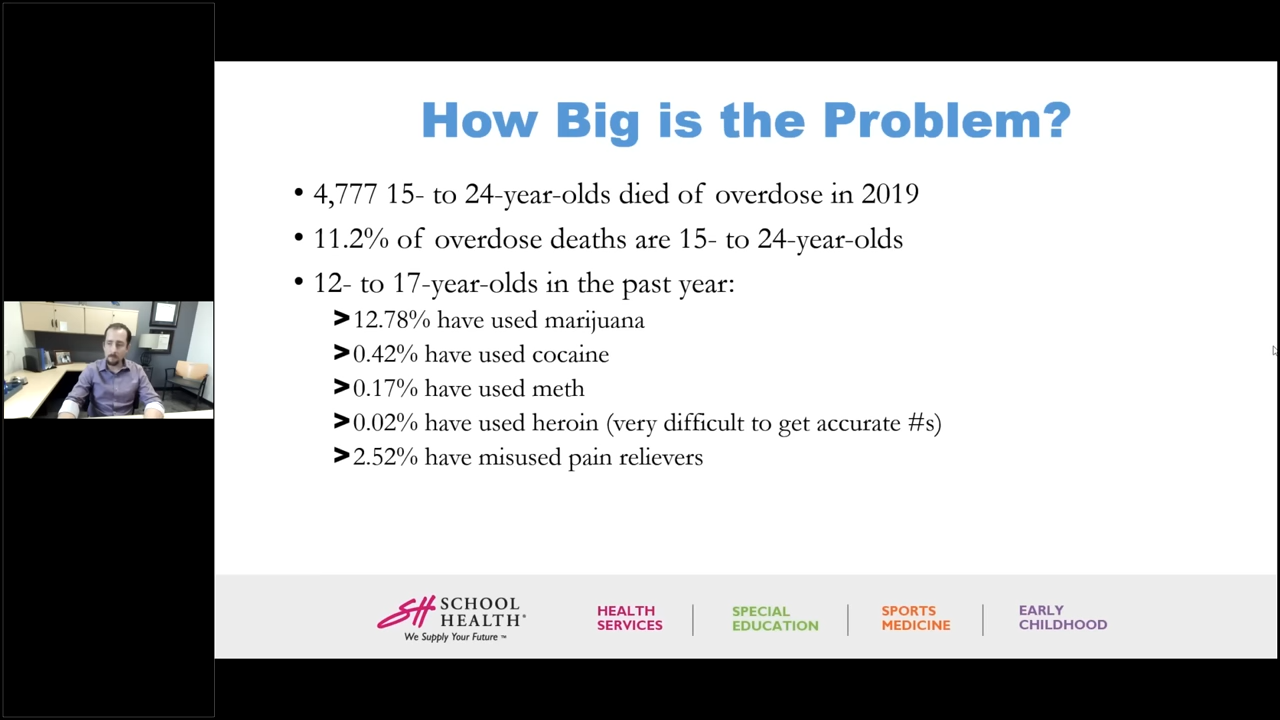 How Big is the Problem?
• 4,777 15- to 24-year-olds died of overdose in 2019
• 11.2% of overdose deaths are 15- to 24-year-olds
• 12- to 17-year-olds in the past year:
>12.78% have used marijuana
>0.42% have used cocaine
>0.17% have used meth
>0.02% have used heroin (very difficult to get accurate #s)
>2.52% have misused pain relievers
SH SCHOOL
HEALTH®
We Supply Your Future ™
HEALTH
SERVICES
SPECIAL
EDUCATION
SPORTS
MEDICINE
EARLY
CHILDHOOD